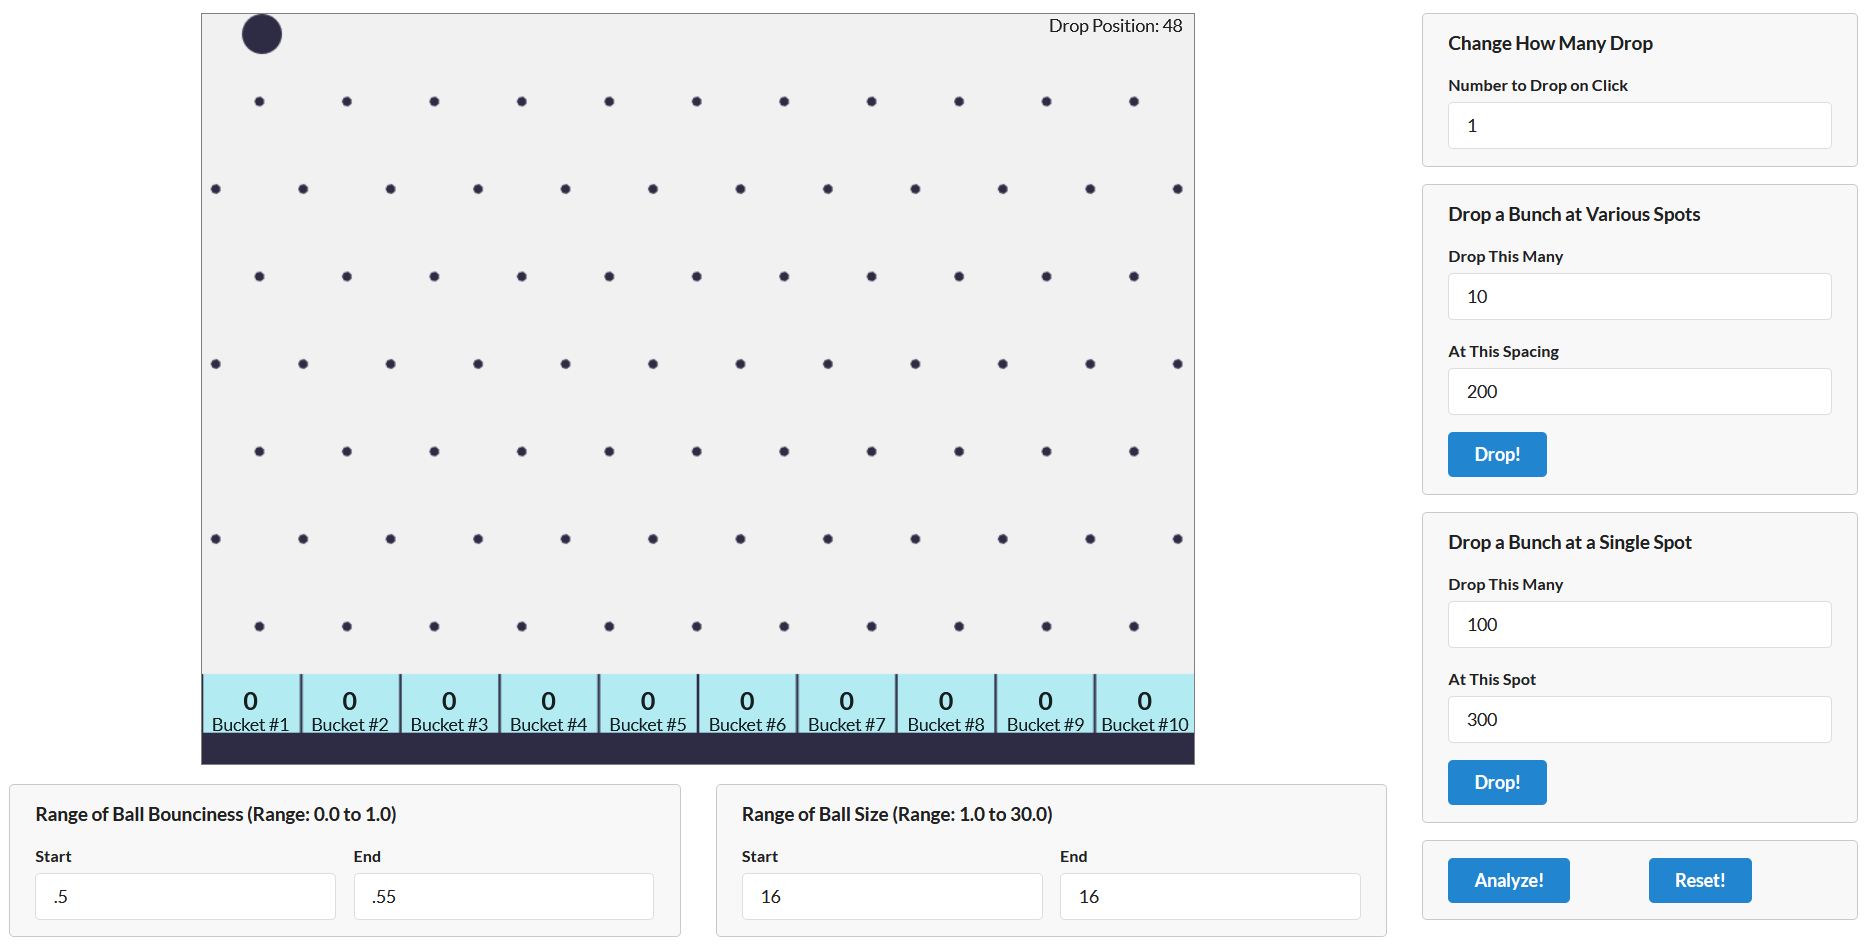 Drop Position: 48
0 0 0 0 0 0 0 0 0 0
Bucket #1 Bucket #2 Bucket #3 Bucket #4 Bucket #5 Bucket #6 Bucket #7 Bucket #8 Bucket #9 Bucket #10
Range of Ball Bounciness (Range: 0.0 to 1.0)
Start End
.5 .55
Range of Ball Size (Range: 1.0 to 30.0)
Start End
16 16
Change How Many Drop
Number to Drop on Click
1
Drop a Bunch at Various Spots
Drop This Many
10
At This Spacing
200
Drop!
Drop a Bunch at a Single Spot
Drop This Many
100
At This Spot
300
Drop!
Analyze! Reset!